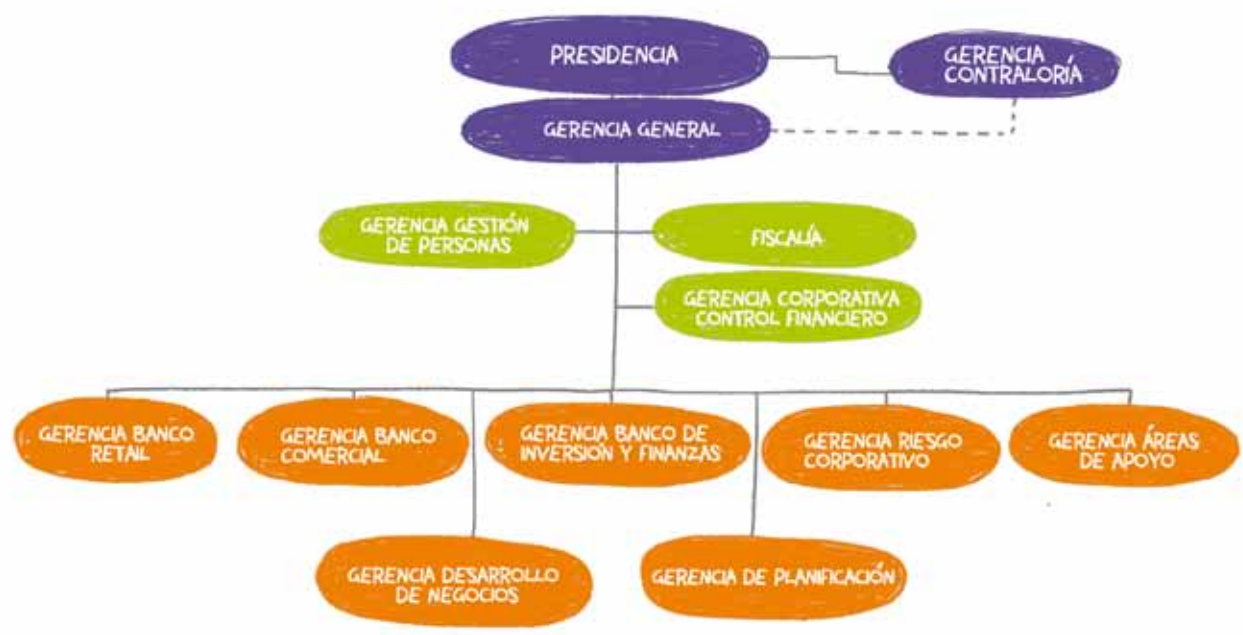 PRESIDENCIA
GERENCIA
CONTRALORÍA
GERENCIA GENERAL
GERENCIA GESTIÓN
DE PERSONAS
FISCALÍA
GERENCIA CORPORATIVA
CONTROL FINANCIERO
GERENCIA BANCO
RETAIL
GERENCIA BANCO
COMERCIAL
GERENCIA BANCO DE
INVERSIÓN Y FINANZAS
GERENCIA RIESGO
CORPORATIVO
GERENCIA ÁREAS
DE APOYO
GERENCIA DESARROLLO
DE NEGOCIOS
GERENCIA DE PLANIFICACIÓN